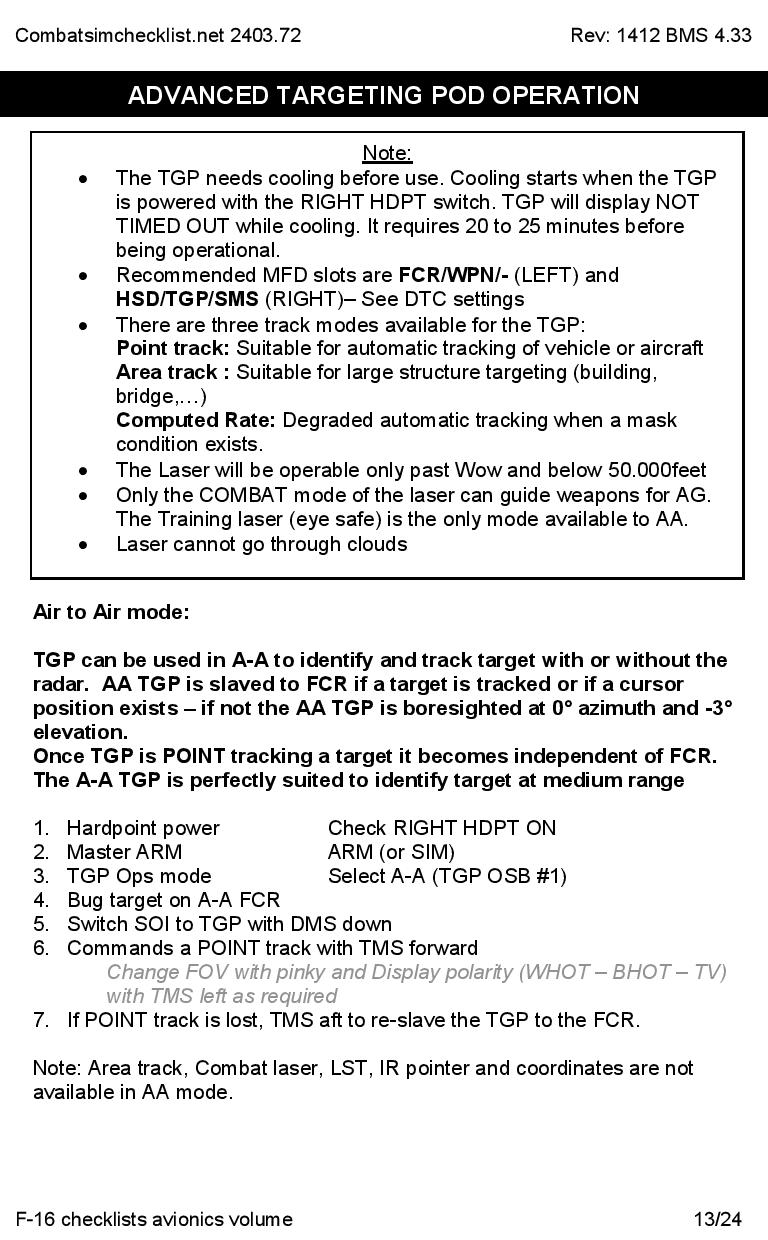 Combatsimchecklist.net 2403.72 Rev: 1412 BMS 4.33
ADVANCED TARGETING POD OPERATION
Note:
• The TGP needs cooling before use. Cooling starts when the TGP
is powered with the RIGHT HDPT switch. TGP will display NOT
TIMED OUT while cooling. It requires 20 to 25 minutes before
being operational.
• Recommended MFD slots are FCR/WPN/- (LEFT) and
HSD/TGP/SMS (RIGHT)– See DTC settings
• There are three track modes available for the TGP:
Point track: Suitable for automatic tracking of vehicle or aircraft
Area track : Suitable for large structure targeting (building,
bridge,…)
Computed Rate: Degraded automatic tracking when a mask
condition exists.
• The Laser will be operable only past Wow and below 50.000feet
• Only the COMBAT mode of the laser can guide weapons for AG.
The Training laser (eye safe) is the only mode available to AA.
• Laser cannot go through clouds
Air to Air mode:
TGP can be used in A-A to identify and track target with or without the
radar. AA TGP is slaved to FCR if a target is tracked or if a cursor
position exists – if not the AA TGP is boresighted at 0° azimuth and -3°
elevation.
Once TGP is POINT tracking a target it becomes independent of FCR.
The A-A TGP is perfectly suited to identify target at medium range
1. Hardpoint power Check RIGHT HDPT ON
2. Master ARM ARM (or SIM)
3. TGP Ops mode Select A-A (TGP OSB #1)
4. Bug target on A-A FCR
5. Switch SOI to TGP with DMS down
6. Commands a POINT track with TMS forward
Change FOV with pinky and Display polarity (WHOT – BHOT – TV)
with TMS left as required
7. If POINT track is lost, TMS aft to re-slave the TGP to the FCR.
Note: Area track, Combat laser, LST, IR pointer and coordinates are not
available in AA mode.
F-16 checklists avionics volume 13/24